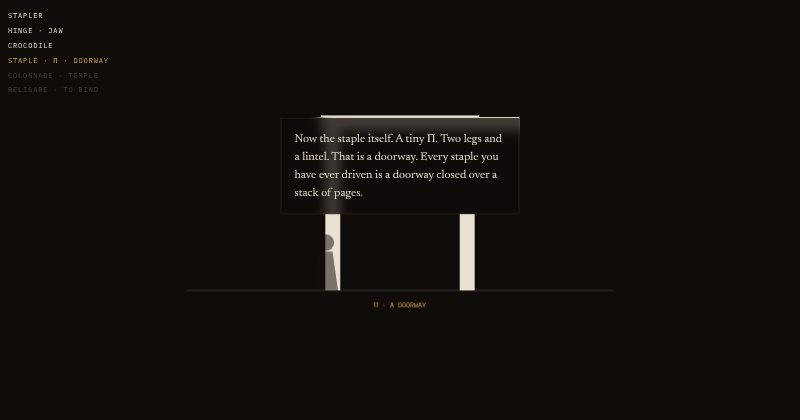 STAPLER
HINGE · JAW
CROCODILE
STAPLE · Π · DOORWAY
COLONNADE · TEMPLE
RELIGARE · TO BIND
Now the staple itself. A tiny Π. Two legs and
a lintel. That is a doorway. Every staple you
have ever driven is a doorway closed over a
stack of pages.
Π · A DOORWAY